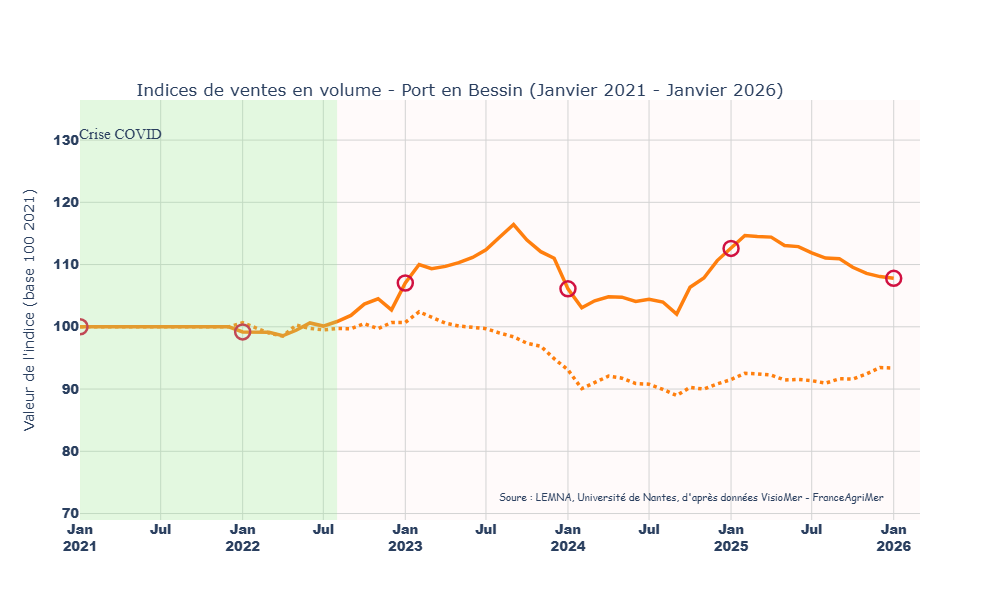 Indices de ventes en volume - Port en Bessin (Janvier 2021 - Janvier 2026)
Crise COVID
Valeur de l'Indice (base 100 2021)
130
120
110
100
90
80
70
Soure : LEMNA, Université de Nantes, d'après données VisioMer - FranceAgriMer
Jan Jul Jan Jul Jan Jul Jan Jul Jan Jul Jan
2021 2022 2023 2024 2025 2026